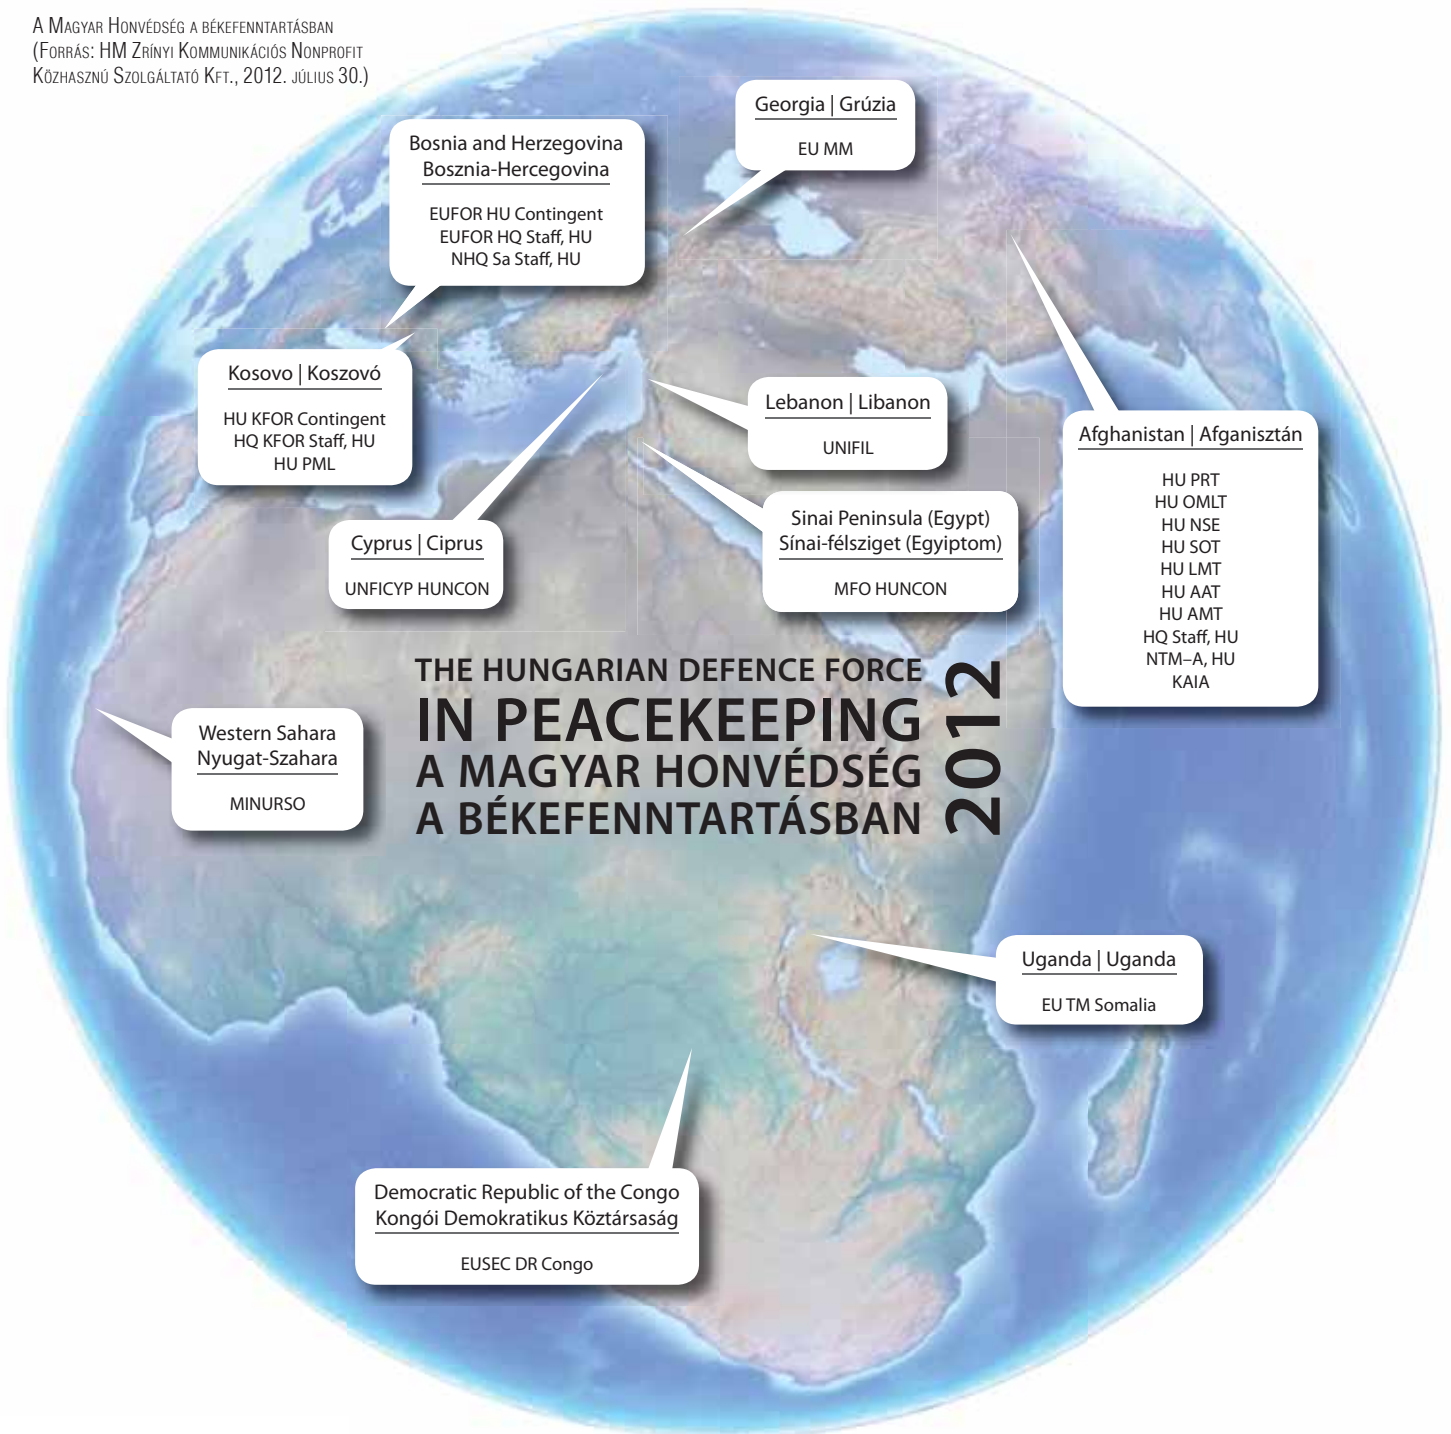 A Magyar Honvédség a békefenntartásban
(Forrás: HM Zrínyi Kommunikációs Nonprofit
Közhasznú Szolgáltató Kft., 2012. július 30.)
Georgia | Grúzia
EU MM
Bosnia and Herzegovina
Bosznia-Hercegovina
EUFOR HU Contingent
EUFOR HQ Staff, HU
NHQ Sa Staff, HU
Kosovo | Koszovó
HU KFOR Contingent
HQ KFOR Staff, HU
HU PML
Lebanon | Libanon
UNIFIL
Afghanistan | Afganisztán
HU PRT
HU OMLT
HU NSE
HU SOT
HU LMT
HU AAT
HU AMT
HQ Staff, HU
NTM–A, HU
KAIA
Cyprus | Ciprus
UNFICYP HUNCON
Sinai Peninsula (Egypt)
Sínai-félsziget (Egyiptom)
MFO HUNCON
THE HUNGARIAN DEFENCE FORCE
IN PEACEKEEPING
A MAGYAR HONVÉDSÉG
A BÉKEFENNTARTÁSBAN
2012
Western Sahara
Nyugat-Szahara
MINURSO
Uganda | Uganda
EU TM Somalia
Democratic Republic of the Congo
Kongói Demokratikus Köztársaság
EUSEC DR Congo